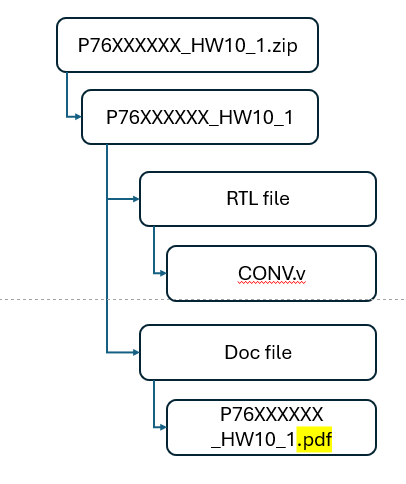 P76XXXXXX_HW10_1.zip
P76XXXXXX_HW10_1
RTL file
CONV.v
Doc file
P76XXXXXX
_HW10_1.pdf